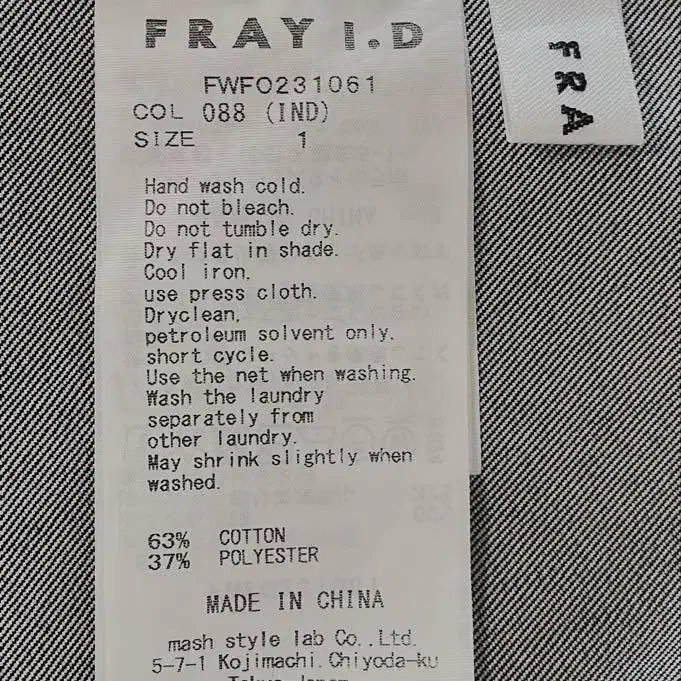 FRAY I.D
FRA
FWFO231061
COL 088 (IND)
SIZE 1
Hand wash cold.
Do not bleach.
Do not tumble dry.
Dry flat in shade.
Cool iron,
use press cloth.
Dryclean,
petroleum solvent only.
short cycle.
Use the net when washing.
Wash the laundry
separately from
other laundry.
May shrink slightly when
washed.
63% COTTON
37% POLYESTER
MADE IN CHINA
mash style lab Co.,Ltd.
5-7-1 Kojimachi.Chiyoda-ku
Tokyo Japan